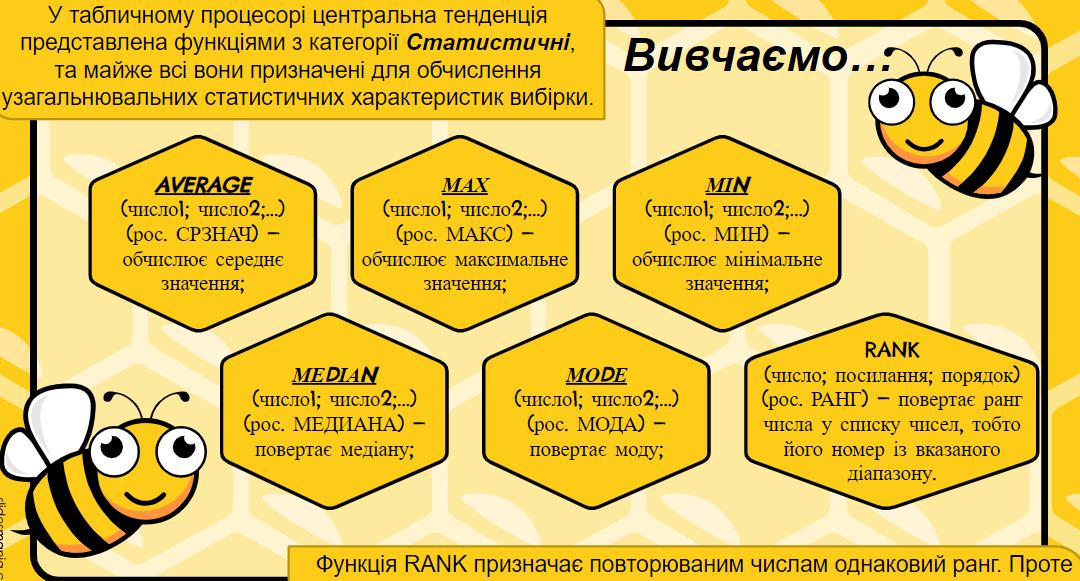 У табличному процесорі центральна тенденція
представлена функціями з категорії Статистичні,
та майже всі вони призначені для обчислення
узагальнювальних статистичних характеристик вибірки.
Вивчаємо...
AVERAGE
(число1; число2;...)
(рос. СРЗНАЧ) –
обчислює середнє
значення;
MAX
(число1; число2;...)
(рос. МАКС) –
обчислює максимальне
значення;
MIN
(число1; число2;...)
(рос. МИН) –
обчислює мінімальне
значення;
MEDIAN
(число1; число2;...)
(рос. МЕДИАНА) –
повертає медіану;
MODE
(число1; число2;...)
(рос. МОДА) –
повертає моду;
RANK
(число; посилання; порядок)
(рос. РАНГ) – повертає ранг
числа у списку чисел, тобто
його номер із вказаного
діапазону.
Функція RANK призначає повторюваним числам однаковий ранг. Проте